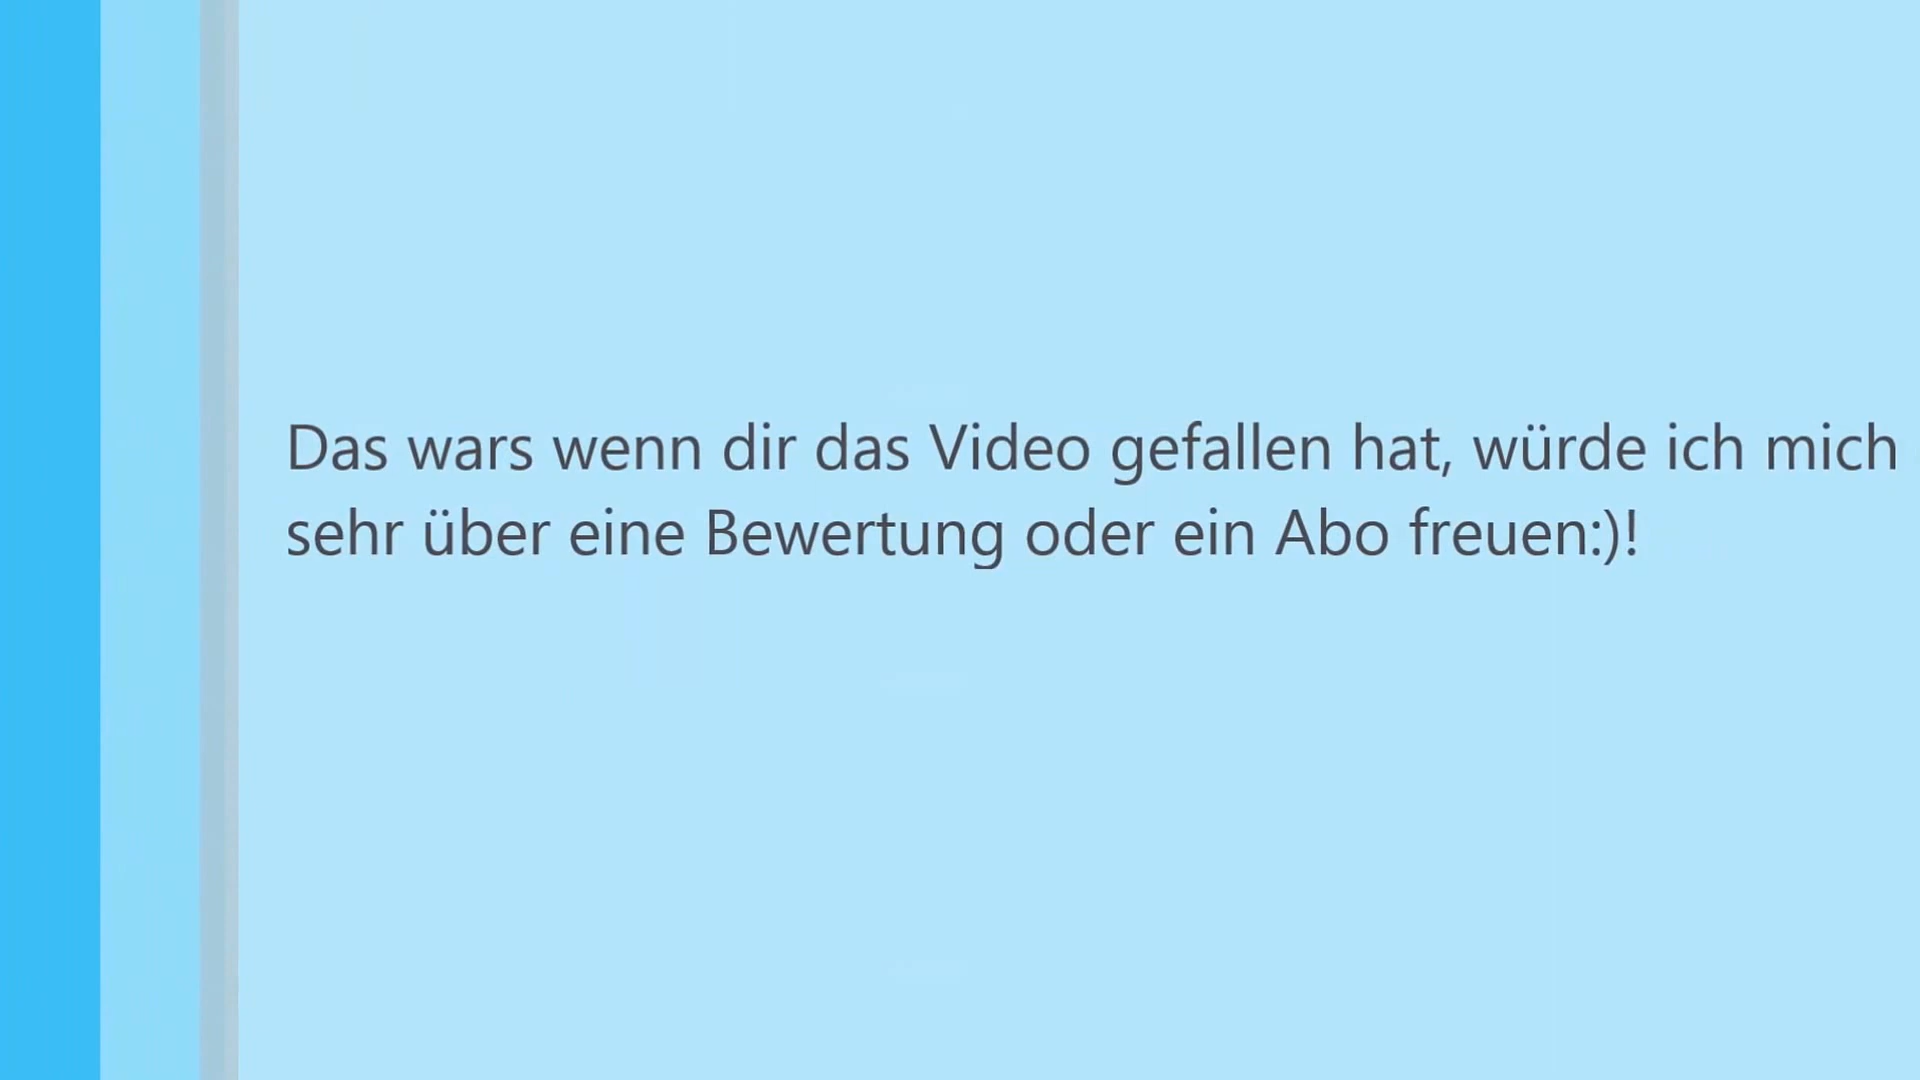 Das wars wenn dir das Video gefallen hat, würde ich mich
sehr über eine Bewertung oder ein Abo freuen:)!